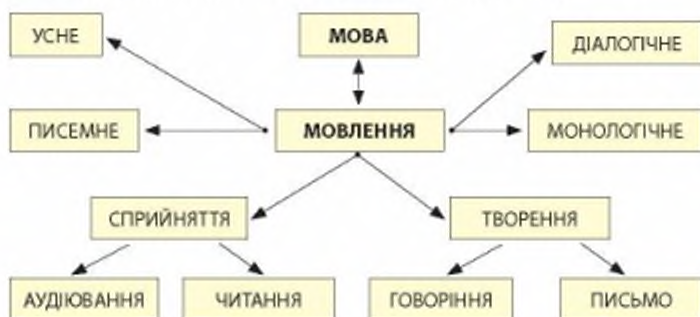 УСНЕ
МОВА
ДІАЛОГІЧНЕ
ПИСЕМНЕ
МОВЛЕННЯ
МОНОЛОГІЧНЕ
СПРИЙНЯТТЯ
ТВОРЕННЯ
АУДІЮВАННЯ
ЧИТАННЯ
ГОВОРІННЯ
ПИСЬМО